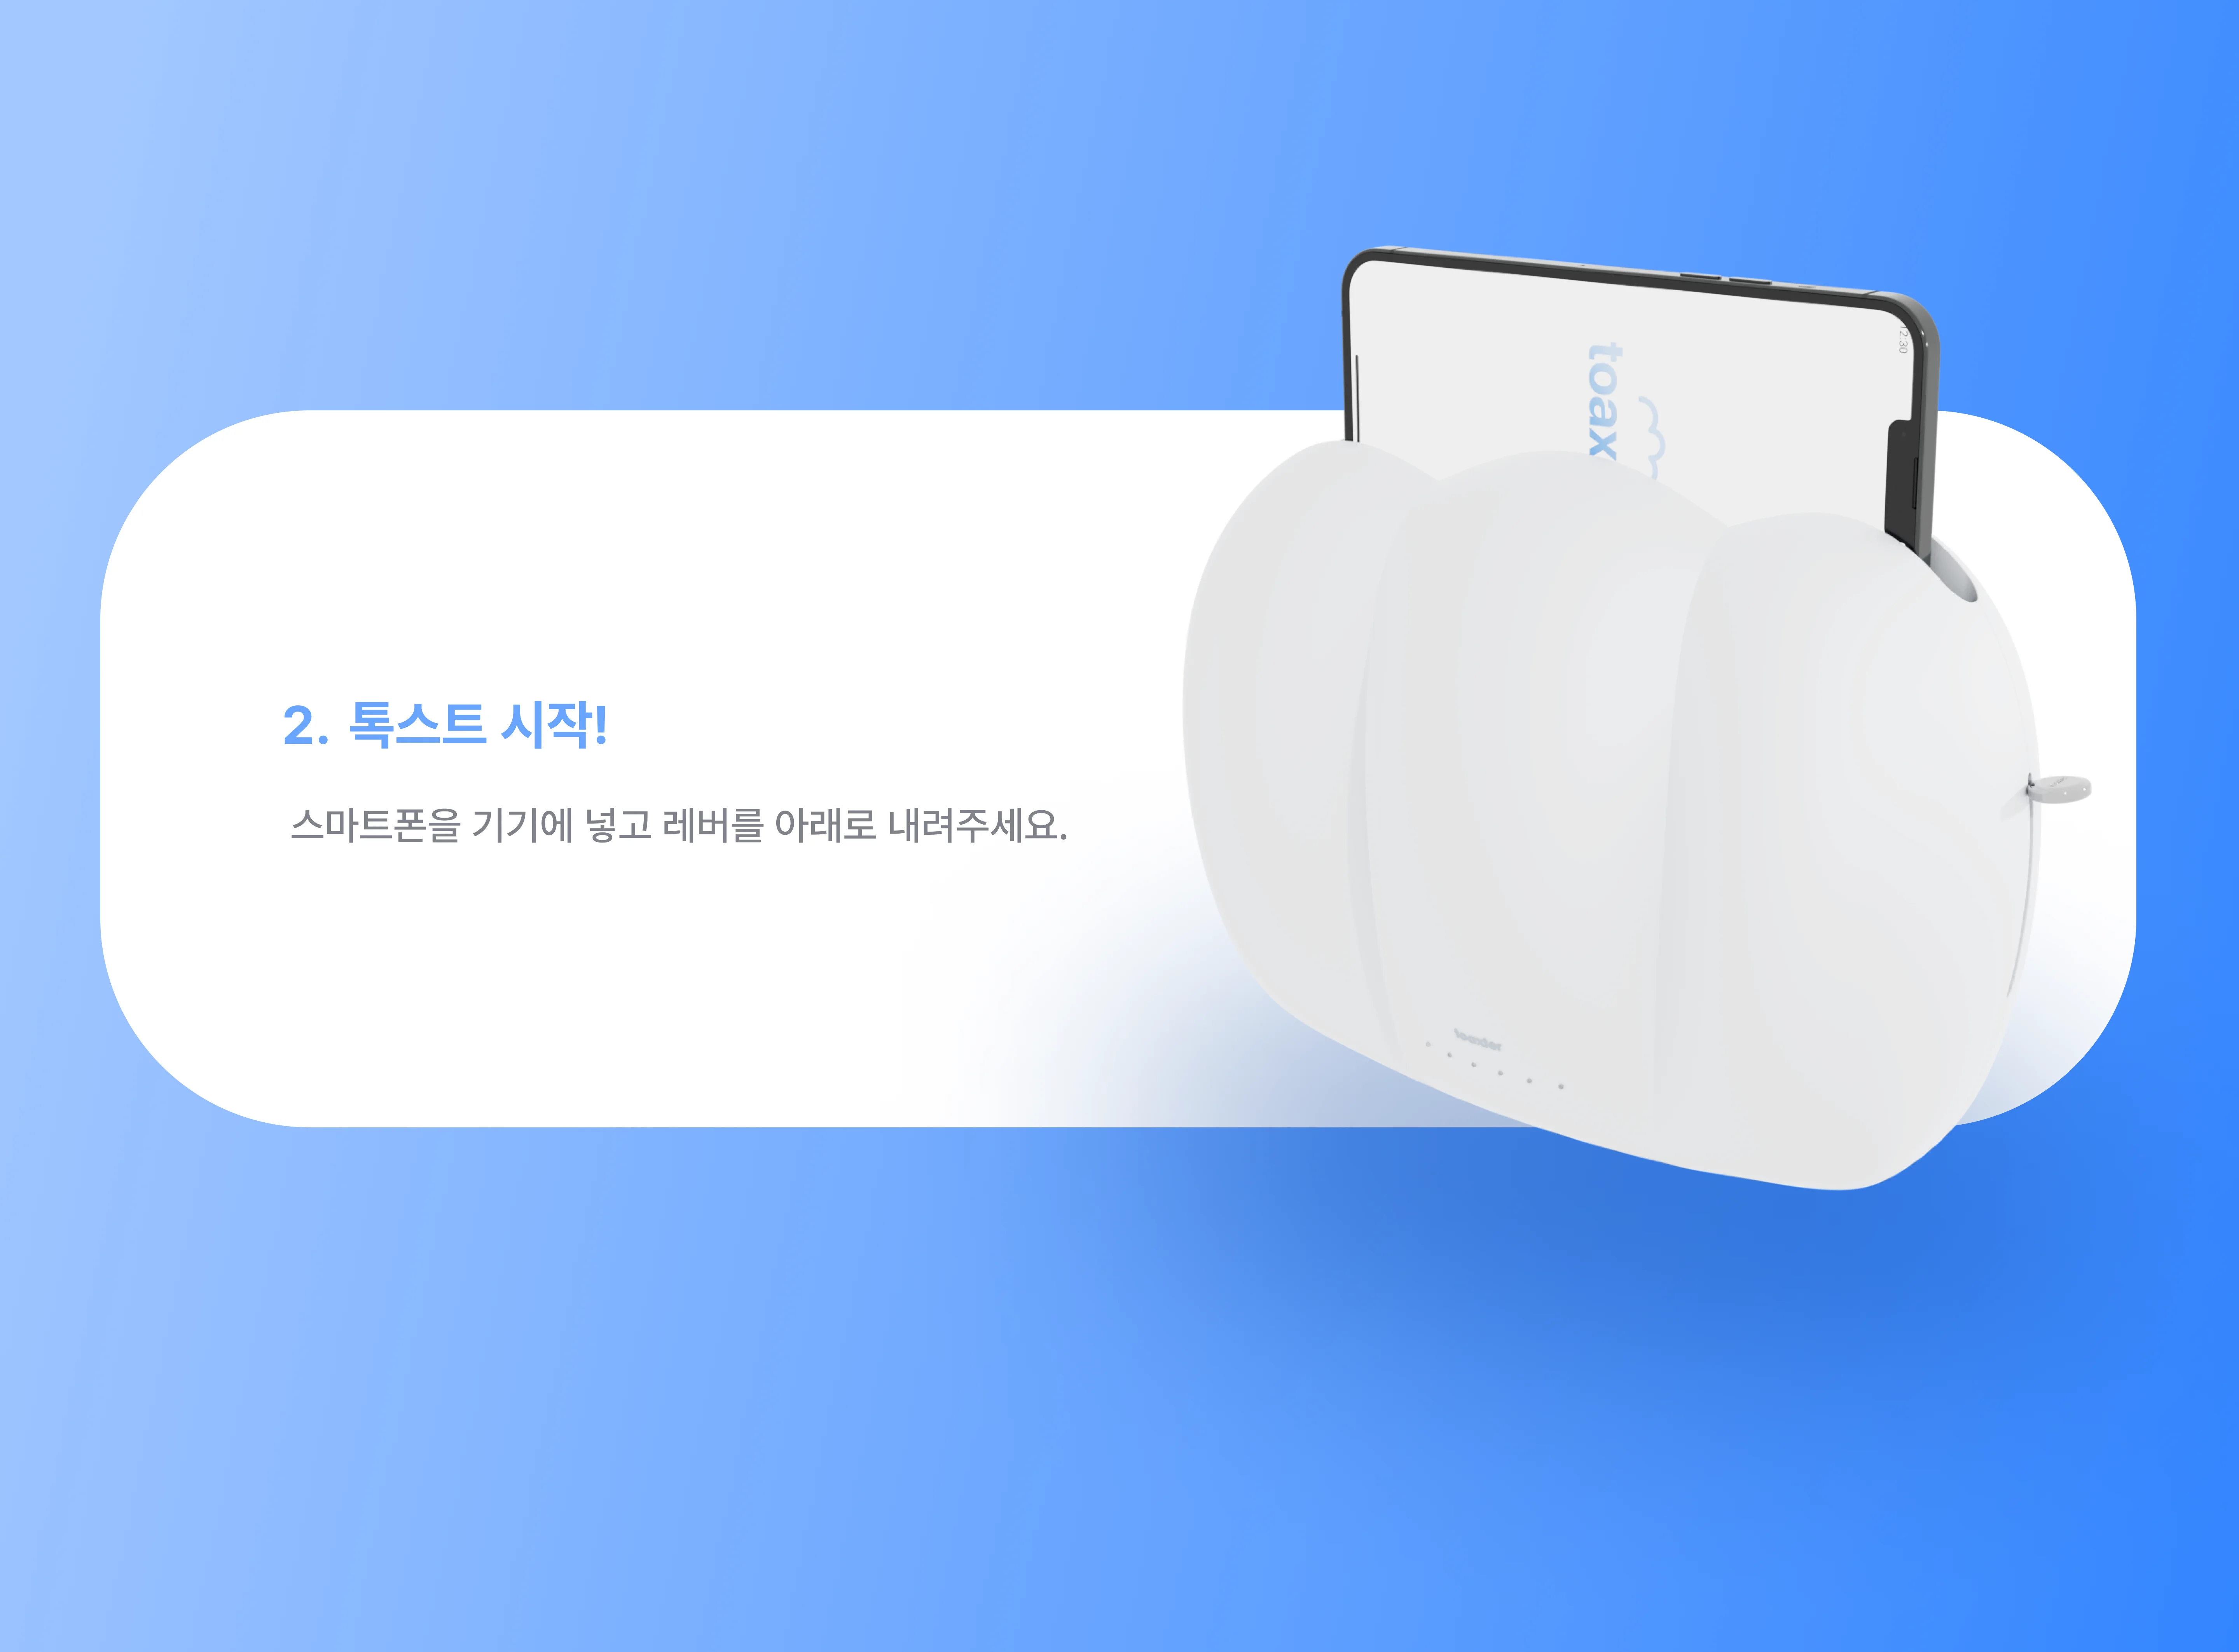 2. 톡스트 시작!
스마트폰을 기기에 넣고 레버를 아래로 내려주세요.
toax
12:30